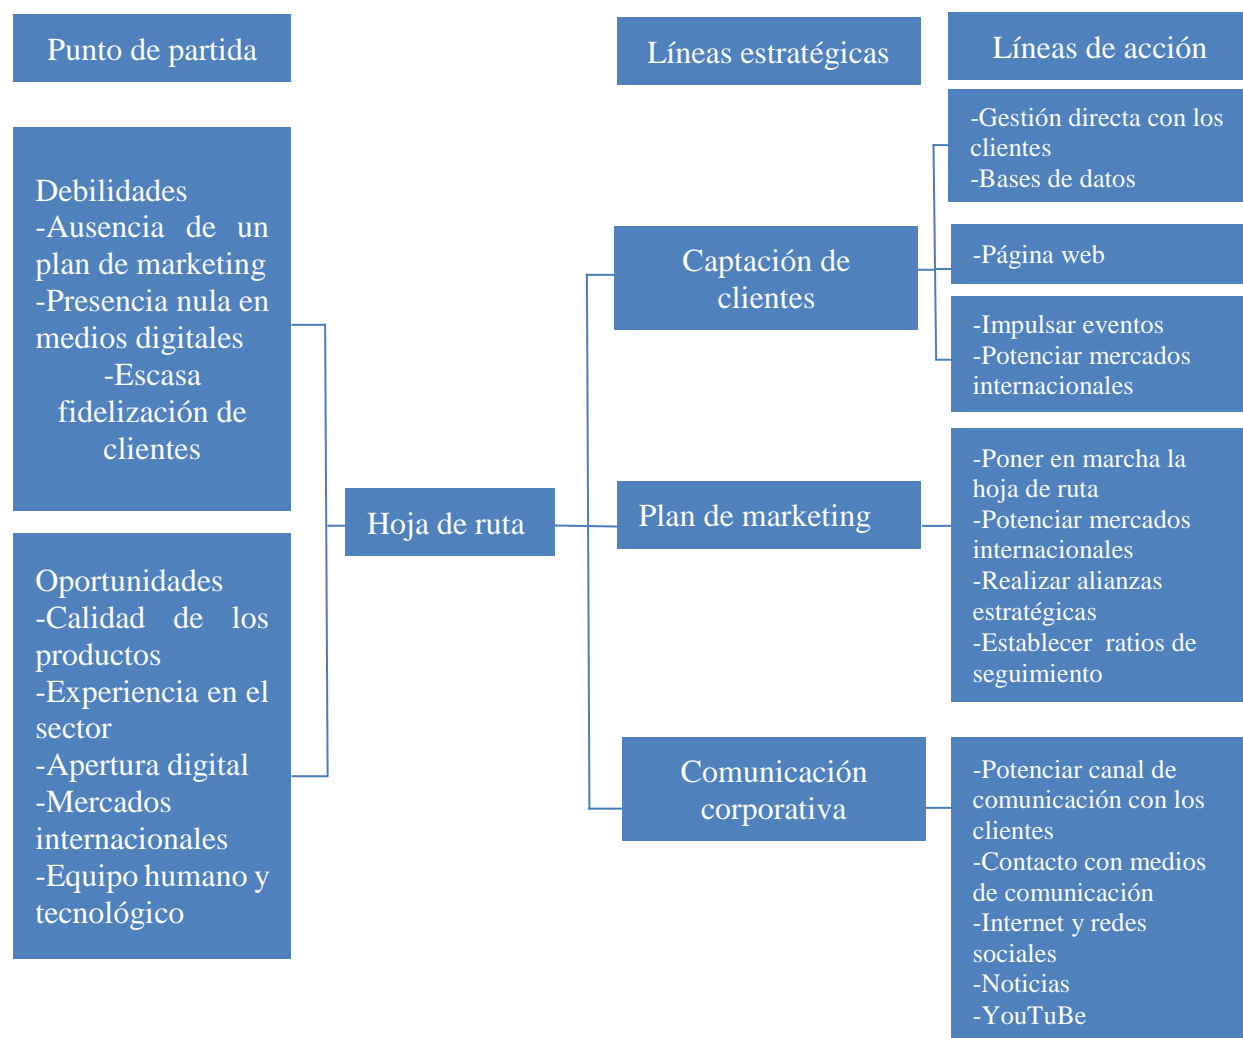 Punto de partida
Líneas estratégicas
Líneas de acción
Debilidades
-Ausencia de un
plan de marketing
-Presencia nula en
medios digitales
-Escasa
fidelización de
clientes
Oportunidades
-Calidad de los
productos
-Experiencia en el
sector
-Apertura digital
-Mercados
internacionales
-Equipo humano y
tecnológico
Hoja de ruta
Captación de
clientes
Plan de marketing
Comunicación
corporativa
-Gestión directa con los
clientes
-Bases de datos
-Página web
-Impulsar eventos
-Potenciar mercados
internacionales
-Poner en marcha la
hoja de ruta
-Potenciar mercados
internacionales
-Realizar alianzas
estratégicas
-Establecer  ratios de
seguimiento
-Potenciar canal de
comunicación con los
clientes
-Contacto con medios
de comunicación
-Internet y redes
sociales
-Noticias
-YouTuBe